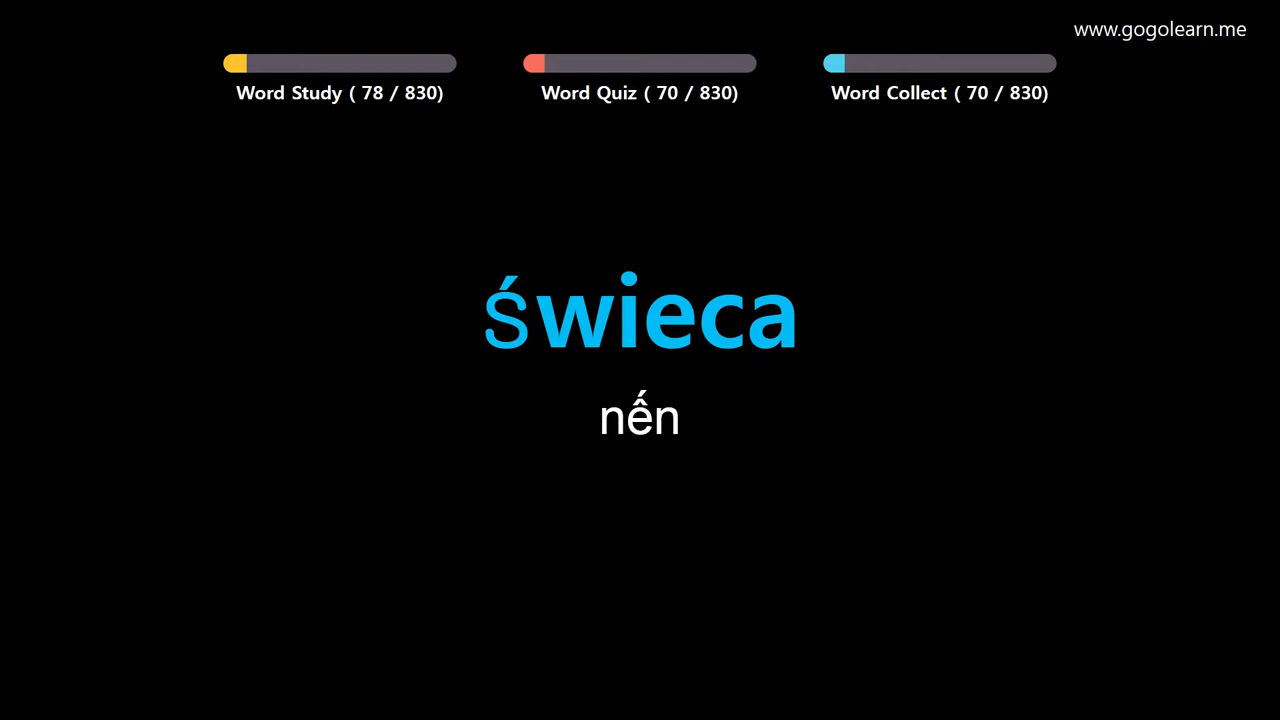 www.gogolearn.me
Word Study ( 78 / 830)
Word Quiz ( 70 / 830)
Word Collect ( 70 / 830)
świeca
nến